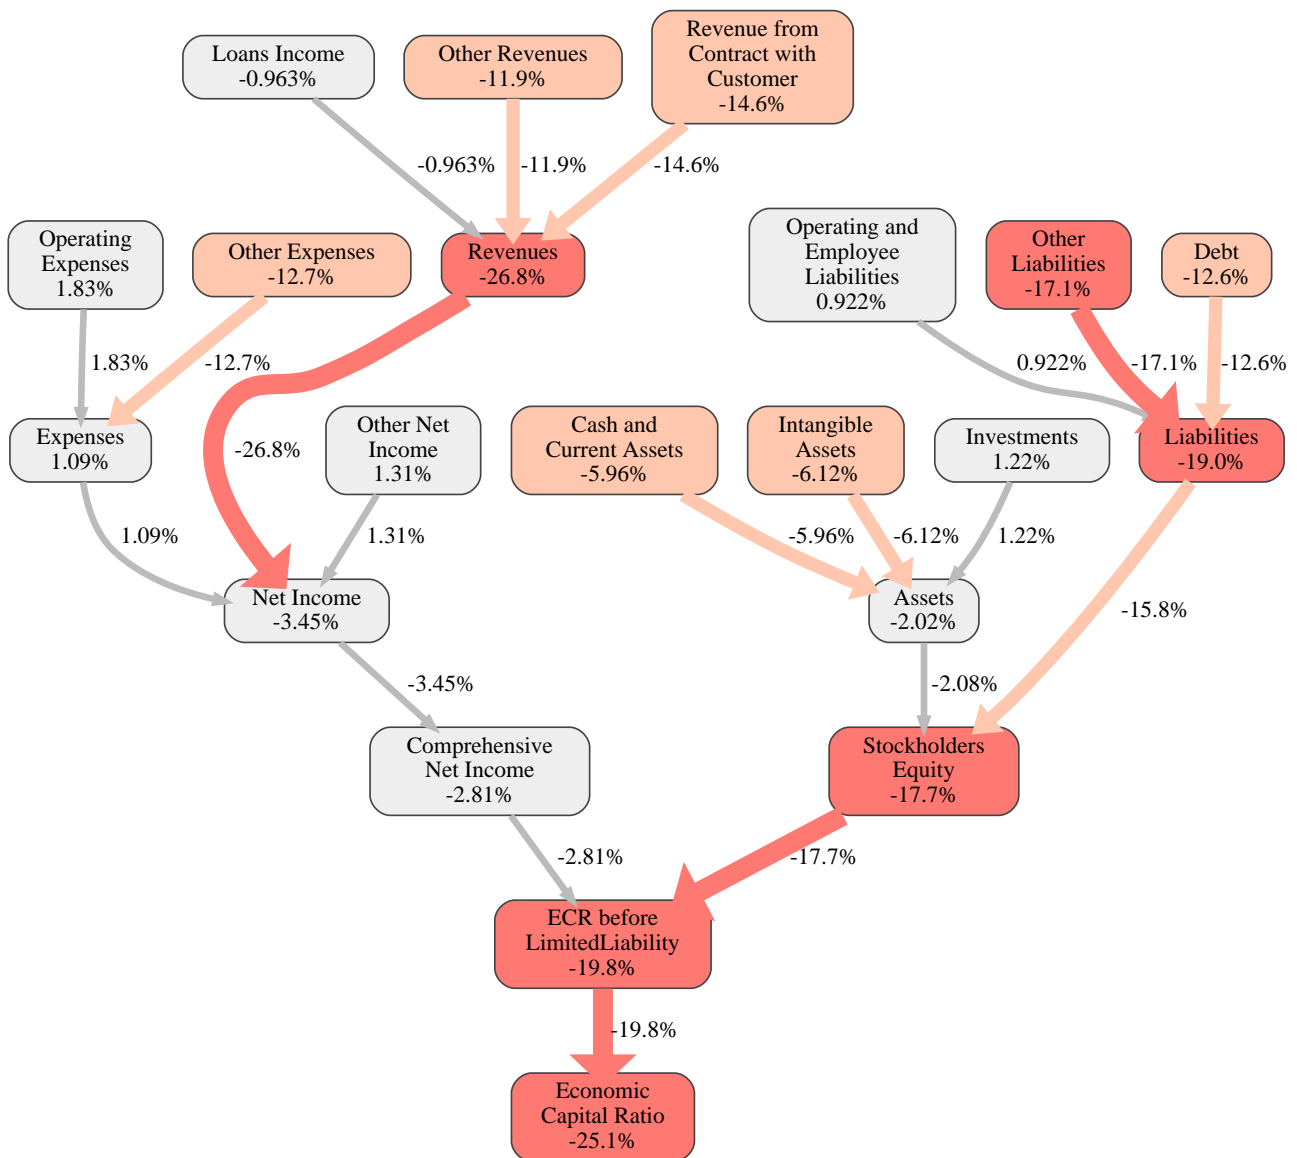 Loans Income
-0.963%
Other Revenues
-11.9%
Revenue from
Contract with
Customer
-14.6%
-0.963%
-11.9%
-14.6%
Operating
Expenses
1.83%
Other Expenses
-12.7%
Revenues
-26.8%
Operating and
Employee
Liabilities
0.922%
Other
Liabilities
-17.1%
Debt
-12.6%
1.83%
-12.7%
0.922%
-17.1%
-12.6%
Expenses
1.09%
-26.8%
Other Net
Income
1.31%
Cash and
Current Assets
-5.96%
Intangible
Assets
-6.12%
Investments
1.22%
Liabilities
-19.0%
1.09%
1.31%
-5.96%
-6.12%
1.22%
Net Income
-3.45%
Assets
-2.02%
-15.8%
-3.45%
-2.08%
Comprehensive
Net Income
-2.81%
Stockholders
Equity
-17.7%
-2.81%
-17.7%
ECR before
LimitedLiability
-19.8%
-19.8%
Economic
Capital Ratio
-25.1%